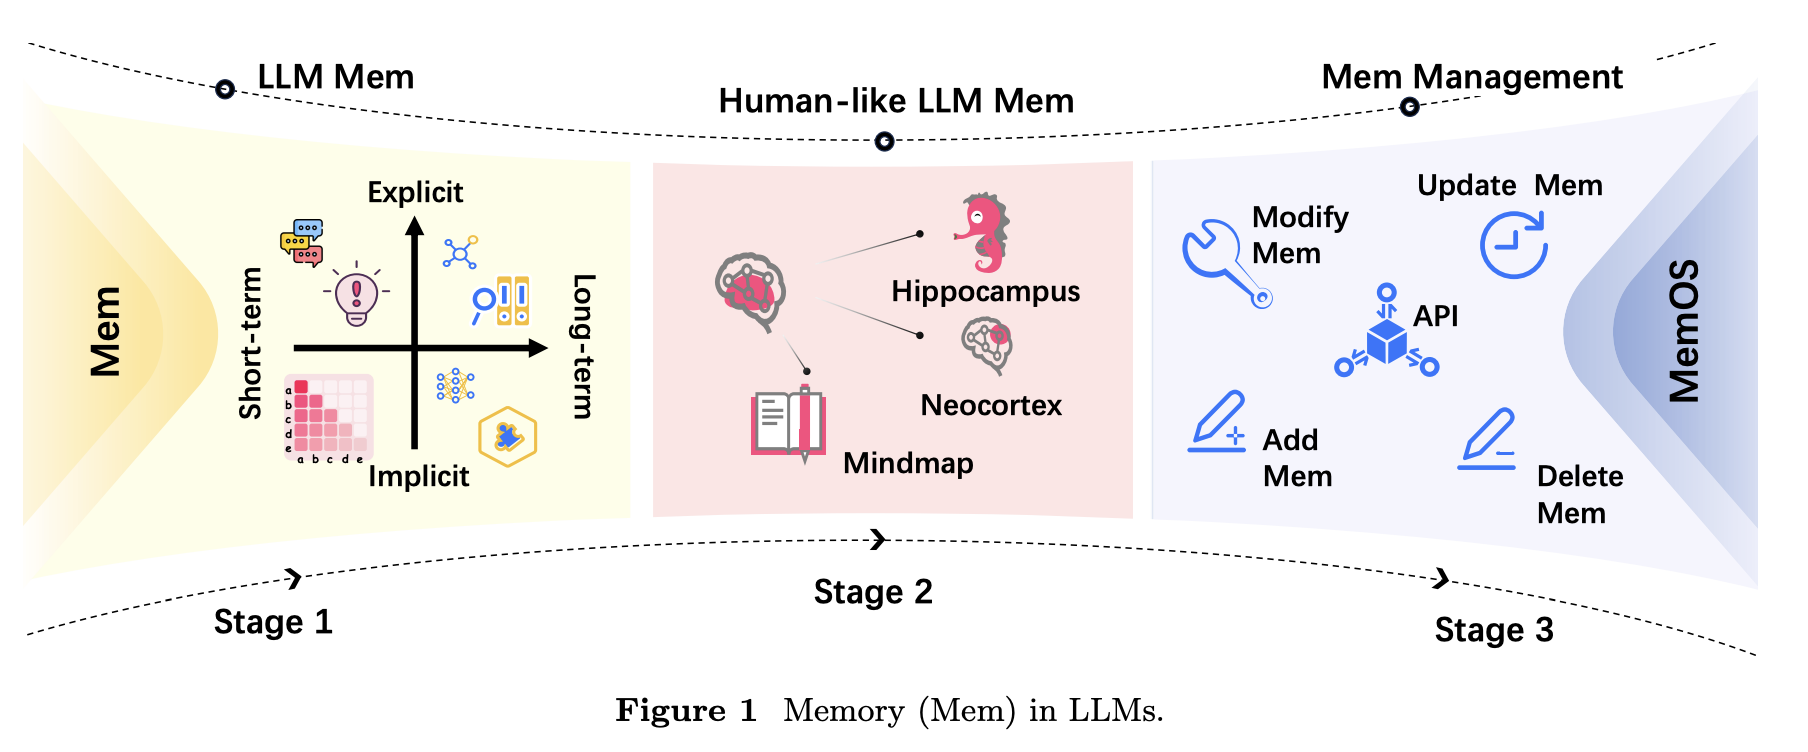 LLM Mem
Human-like LLM Mem
Mem Management
Mem
Explicit
Short-term
Long-term
Implicit
a
b
c
d
e
a b c d e
Hippocampus
Neocortex
Mindmap
Modify
Mem
Update Mem
API
Add
Mem
Delete
Mem
MemOS
Stage 1
Stage 2
Stage 3
Figure 1 Memory (Mem) in LLMs.